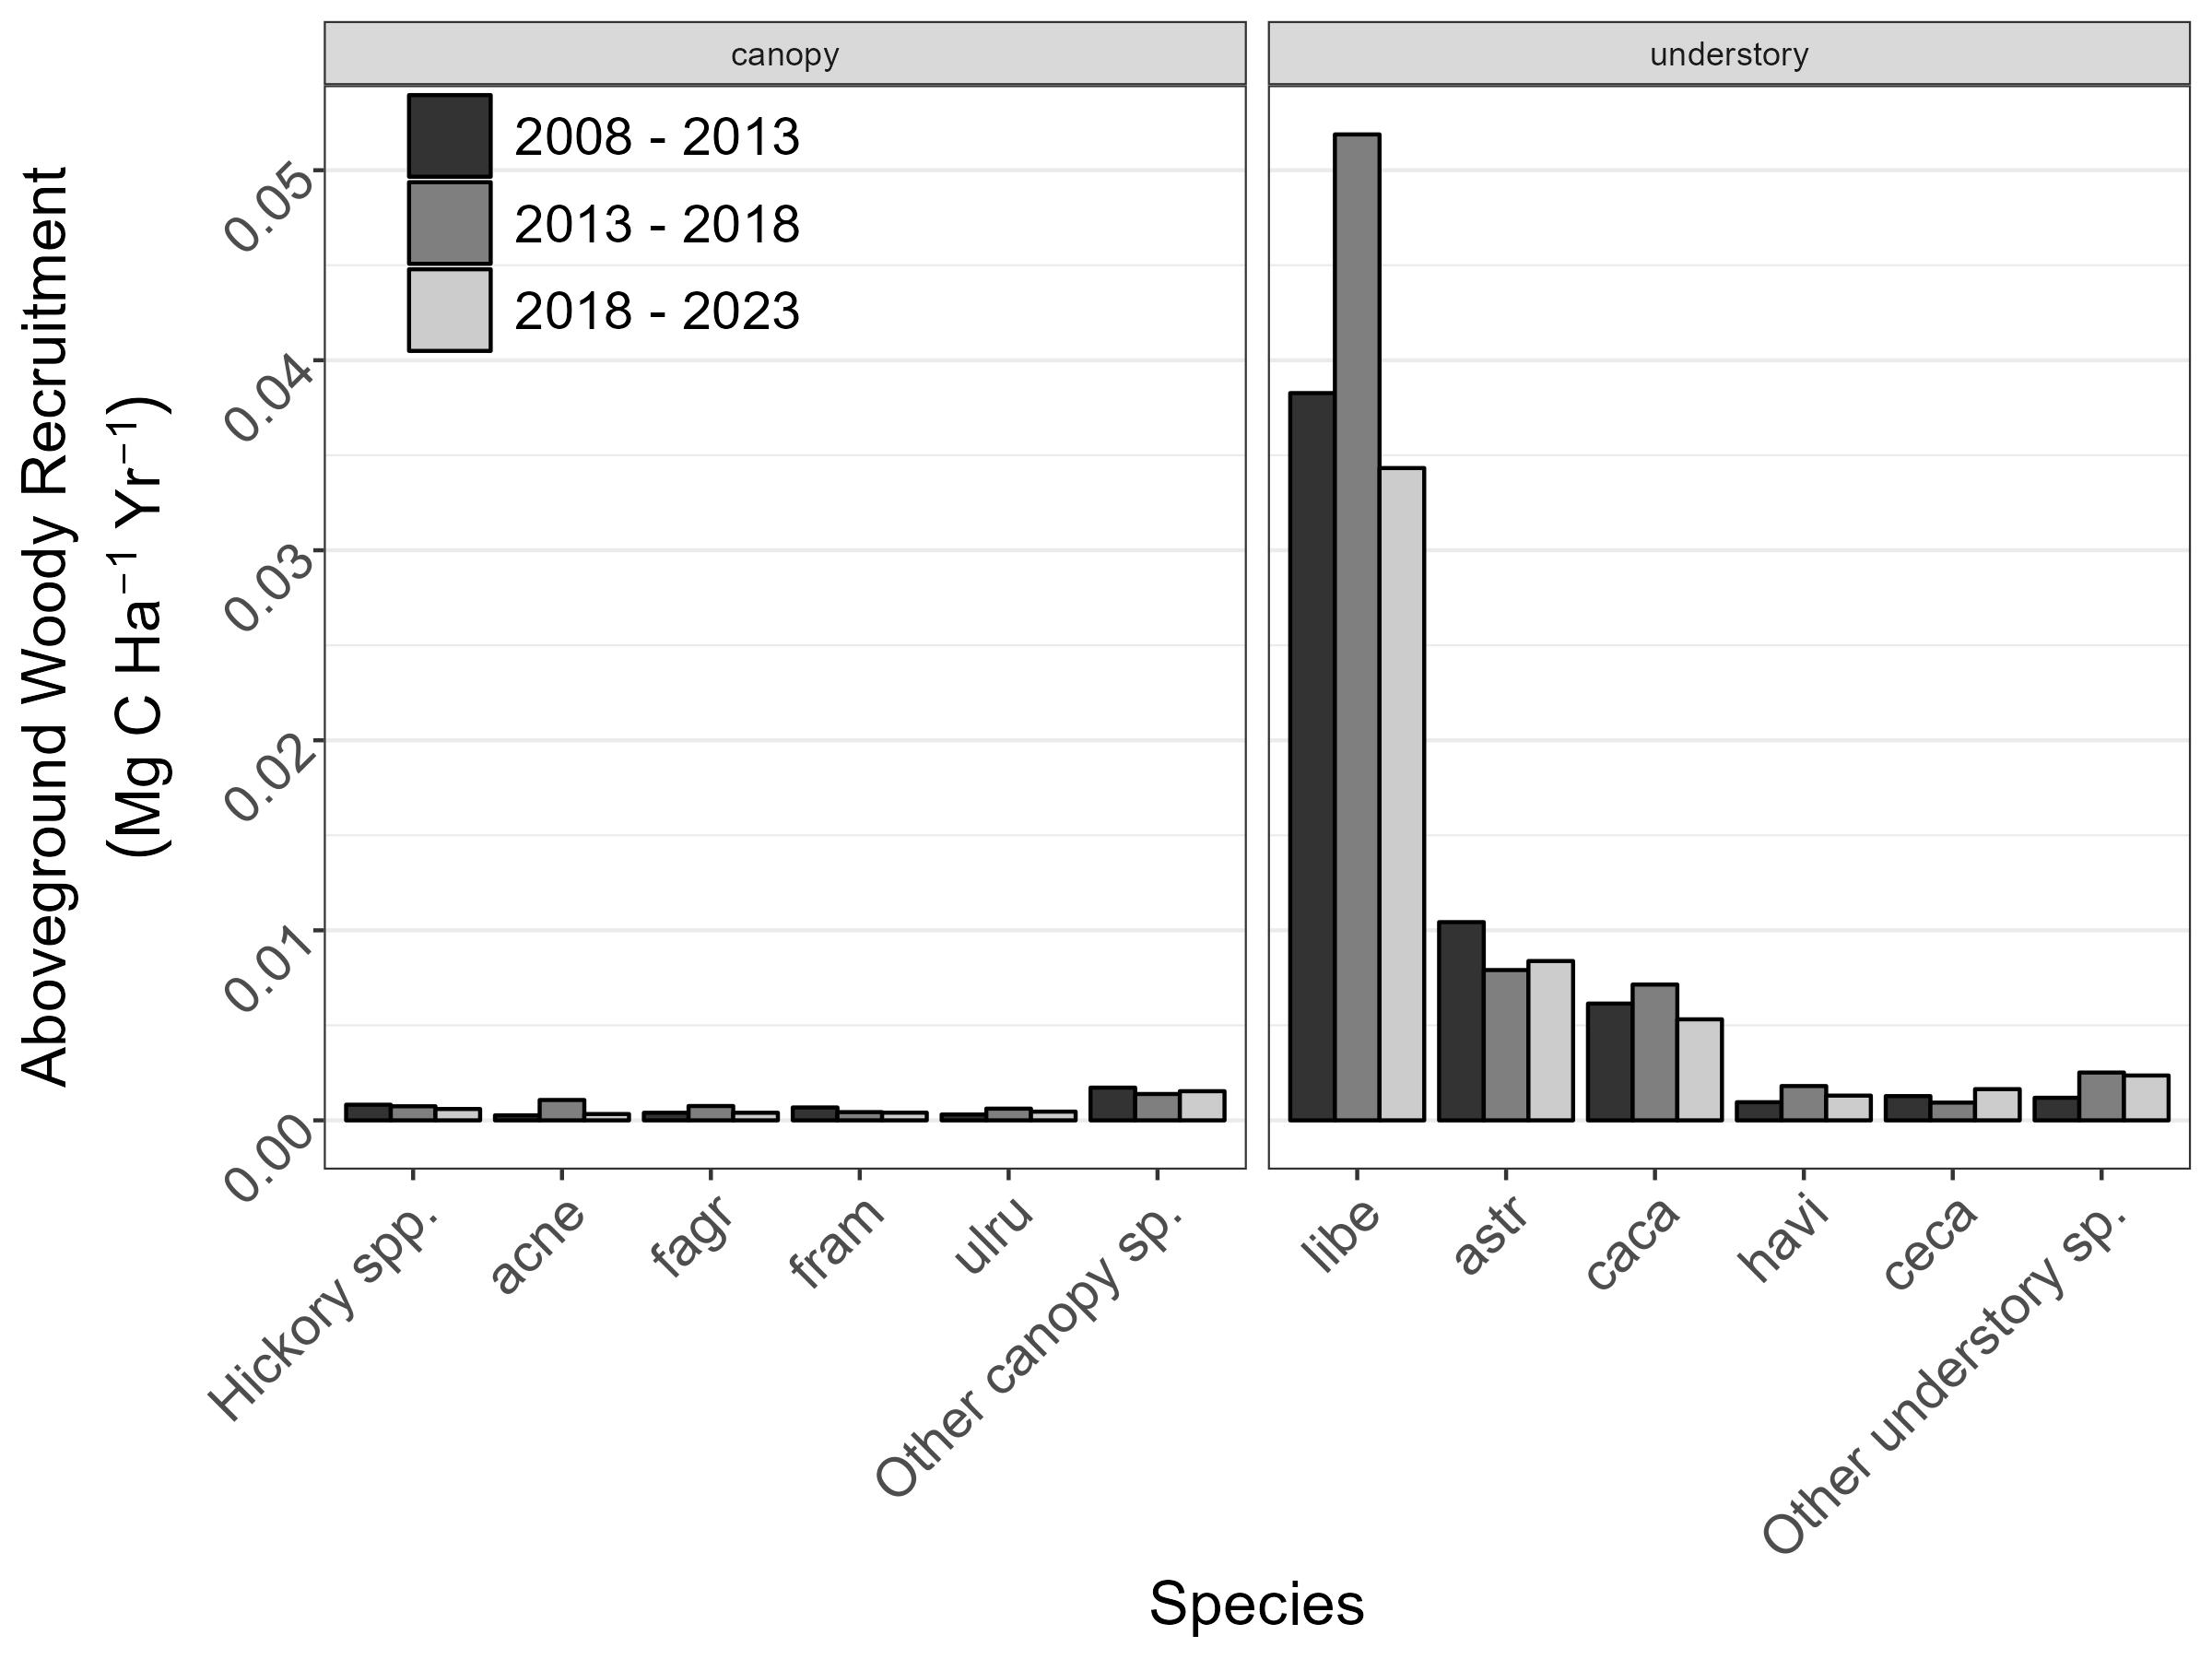 canopy
understory
2008 - 2013
2013 - 2018
2018 - 2023
Aboveground Woody Recruitment
(Mg C Ha⁻¹ Yr⁻¹)
0.05
0.04
0.03
0.02
0.01
0.00
Hickory spp.
acne
fagr
fram
ulru
Other canopy sp.
libe
astr
caca
havi
ceca
Other understory sp.
Species